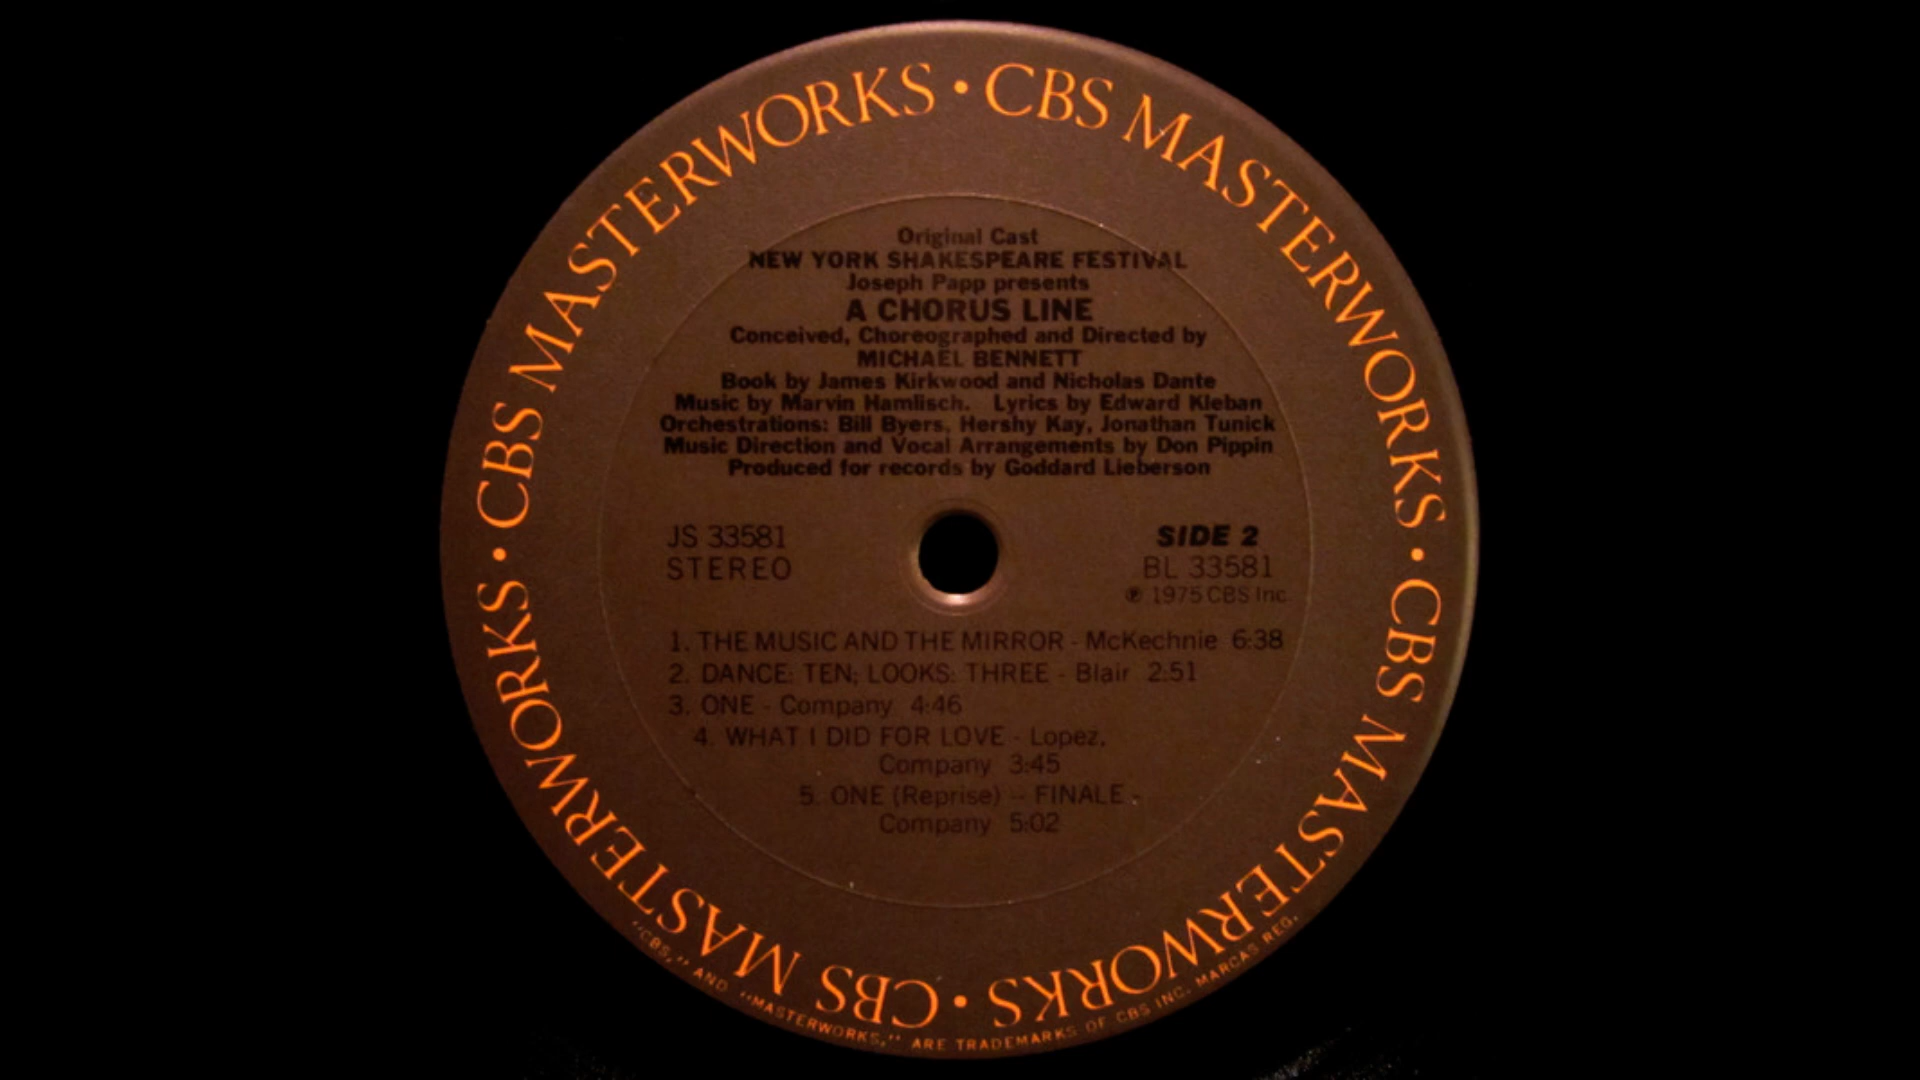 CBS MASTERWORKS • CBS MASTERWORKS • CBS MASTERWORKS • CBS MASTERWORKS •
Original Cast
NEW YORK SHAKESPEARE FESTIVAL
Joseph Papp presents
A CHORUS LINE
Conceived, Choreographed and Directed by
MICHAEL BENNETT
Book by James Kirkwood and Nicholas Dante
Music by Marvin Hamlisch. Lyrics by Edward Kleban
Orchestrations: Bill Byers, Hershy Kay, Jonathan Tunick
Music Direction and Vocal Arrangements by Don Pippin
Produced for records by Goddard Lieberson
JS 33581
STEREO
SIDE 2
BL 33581
℗ 1975 CBS Inc.
1. THE MUSIC AND THE MIRROR - McKechnie 6:38
2. DANCE: TEN; LOOKS: THREE - Blair 2:51
3. ONE - Company 4:46
4. WHAT I DID FOR LOVE - Lopez,
Company 3:45
5. ONE (Reprise) -- FINALE -
Company 5:02
"CBS," AND "MASTERWORKS," ARE TRADEMARKS OF CBS INC. MARCAS REG.